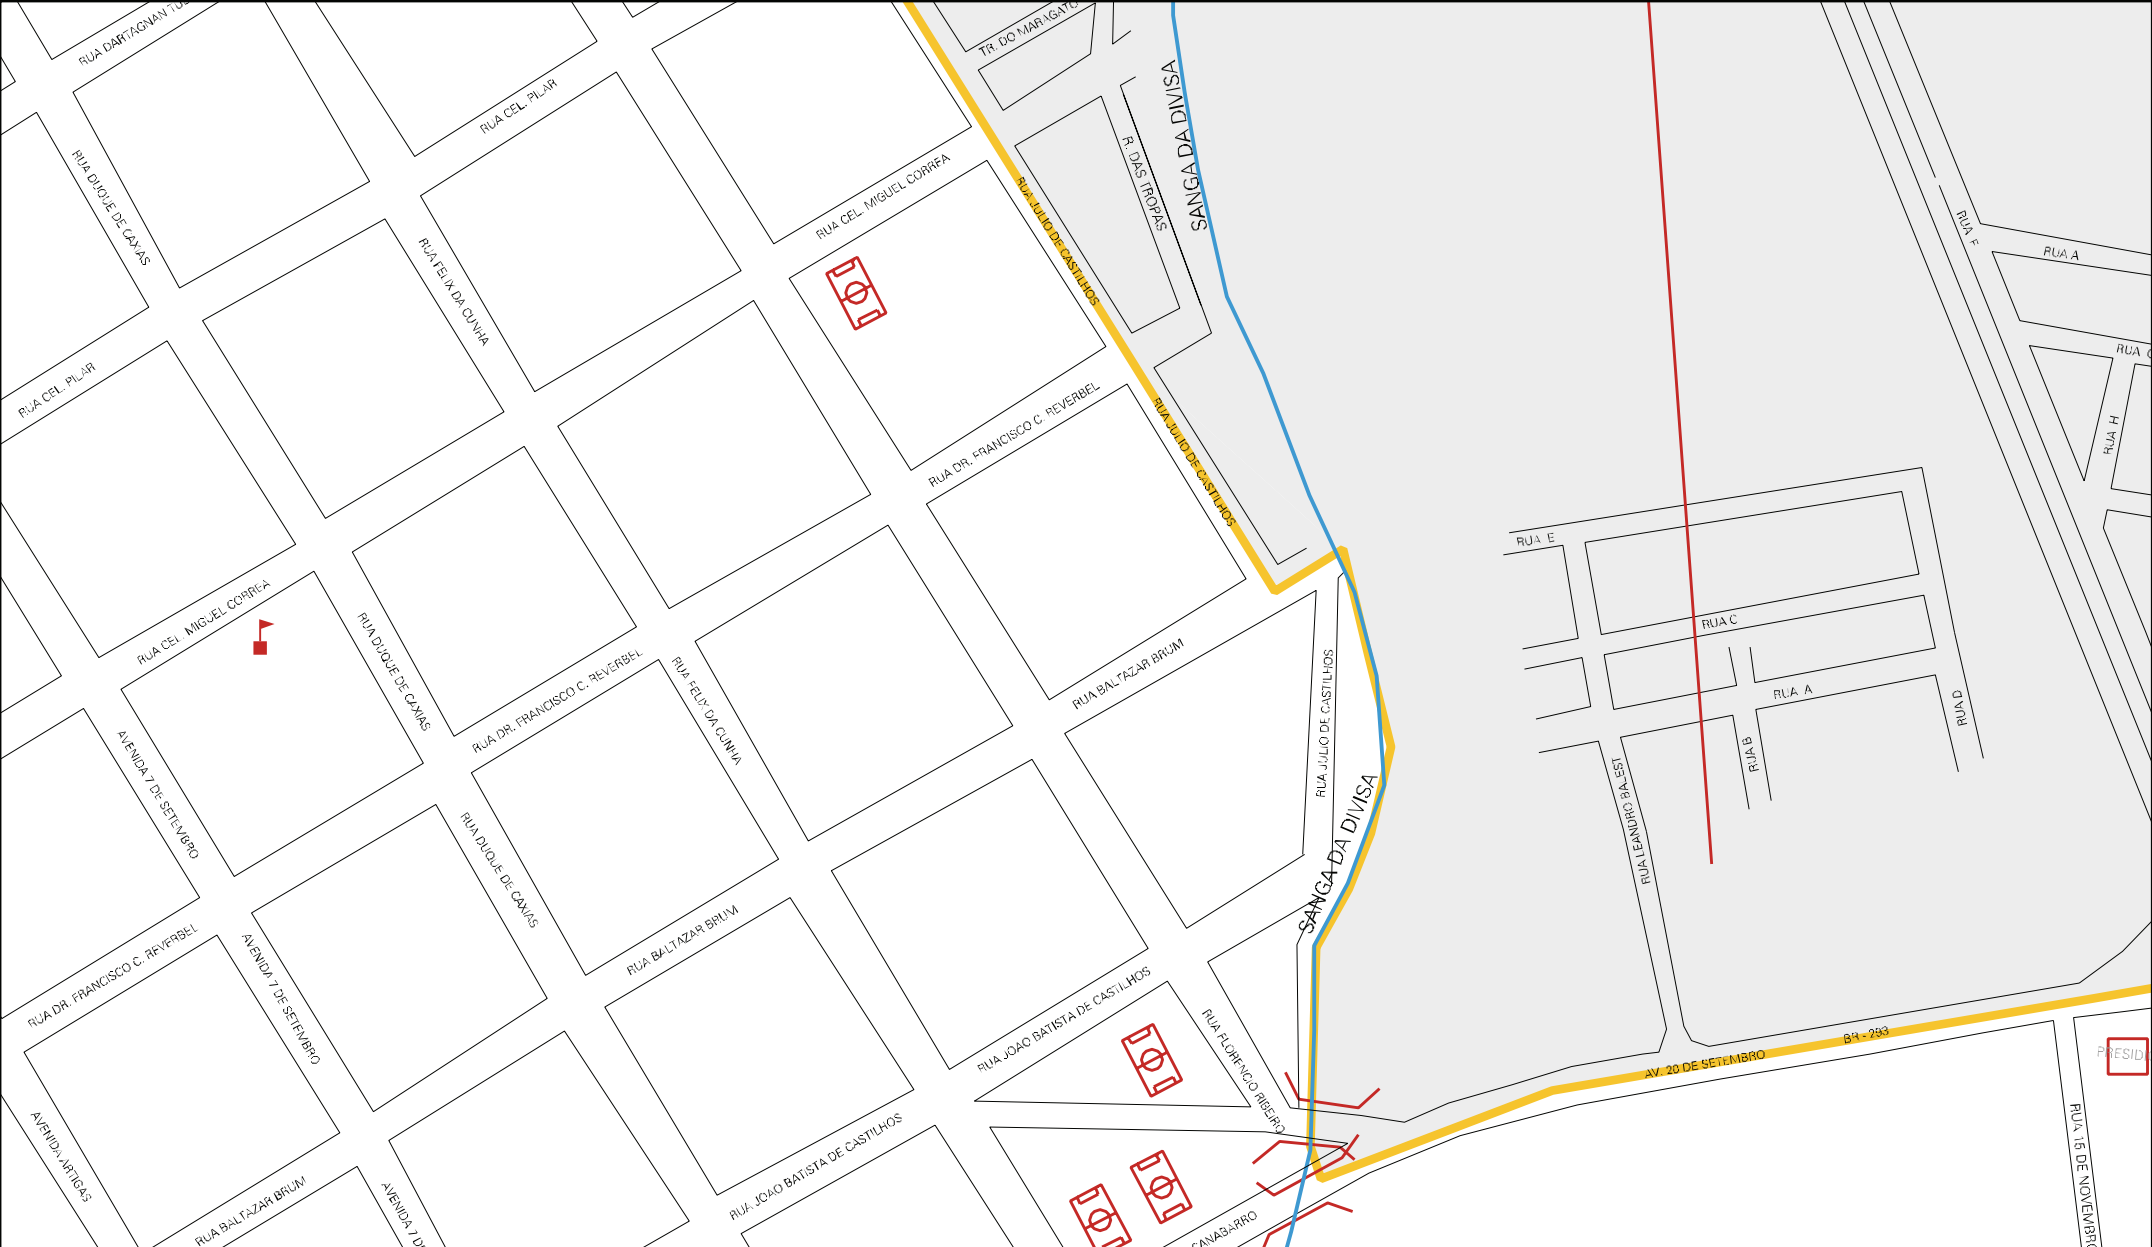 TR. DO MARAGATO
RUA CEL. PILAR
R. DAS TROPAS
SANGA DA DIVISA
RUA DUQUE DE CAXIAS
RUA CEL. MIGUEL CORREA
RUA JULIO DE CASTILHOS
RUA F
RUA A
RUA FELIX DA CUNHA
RUA CEL. PILAR
RUA DR. FRANCISCO C. REVERBEL
RUA JULIO DE CASTILHOS
RUA H
RUA E
RUA CEL. MIGUEL CORREA
RUA DUQUE DE CAXIAS
RUA DR. FRANCISCO C. REVERBEL
RUA FELIX DA CUNHA
RUA BALTAZAR BRUM
RUA JULIO DE CASTILHOS
RUA C
RUA A
RUA D
RUA B
AVENIDA 7 DE SETEMBRO
RUA LEANDRO BALEST
SANGA DA DIVISA
RUA DUQUE DE CAXIAS
RUA BALTAZAR BRUM
RUA DR. FRANCISCO C. REVERBEL
AVENIDA 7 DE SETEMBRO
RUA JOAO BATISTA DE CASTILHOS
RUA FLORENCIO RIBEIRO
BR - 293
AV. 20 DE SETEMBRO
PRESID
AVENIDA ARTIGAS
RUA JOAO BATISTA DE CASTILHOS
RUA 15 DE NOVEMBRO
RUA BALTAZAR BRUM
AVENIDA 7 D
CANABARRO